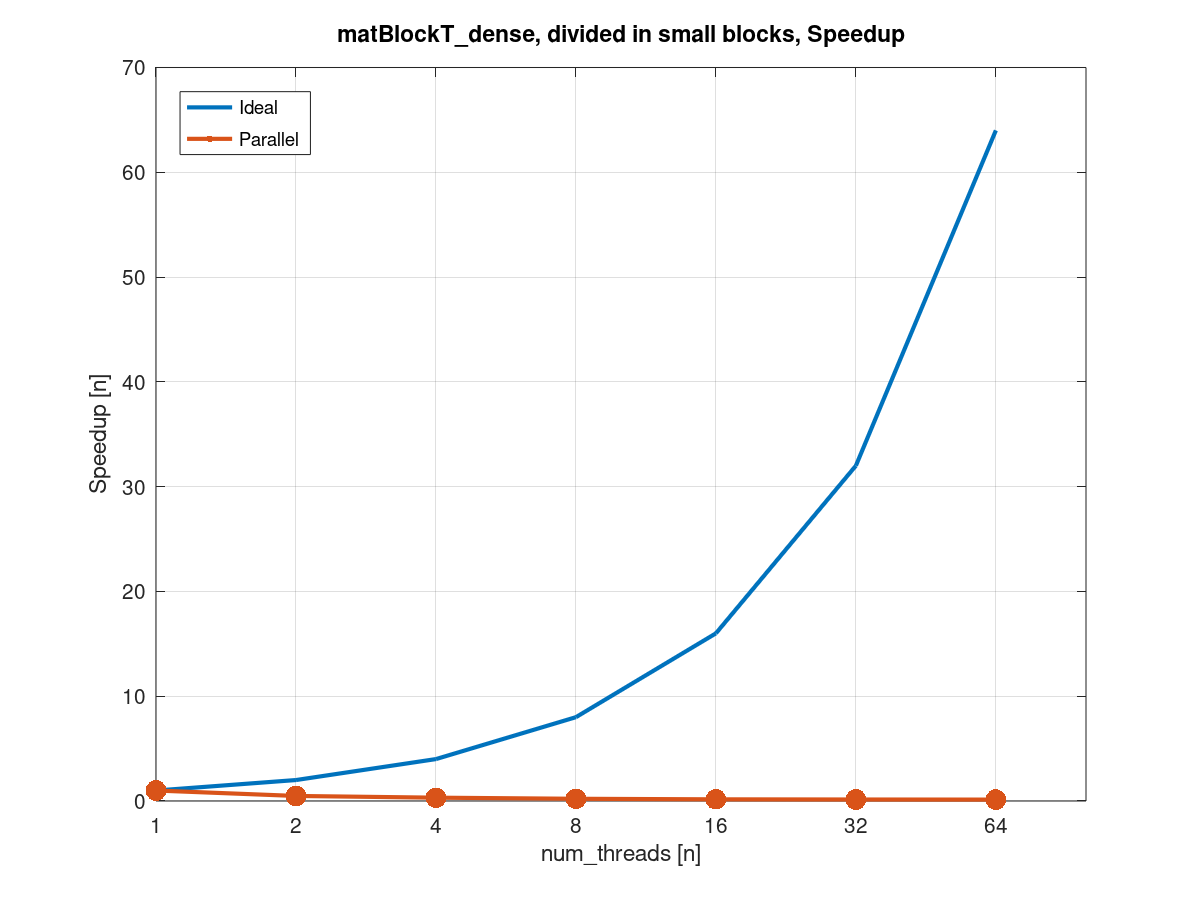 matBlockT_dense, divided in small blocks, Speedup
70
60
50
40
30
20
10
0
Ideal
Parallel
Speedup [n]
1 2 4 8 16 32 64
num_threads [n]